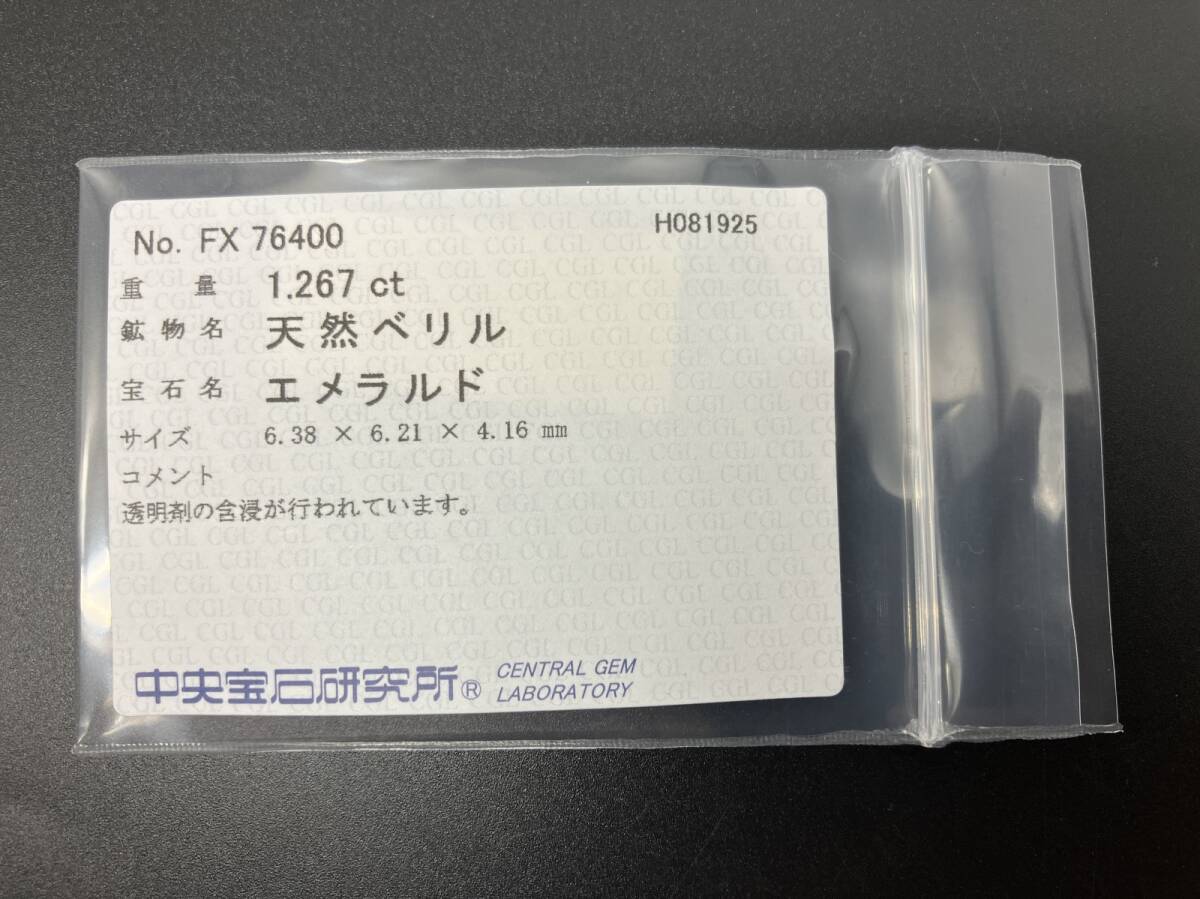 No. FX 76400 H081925
重量 1.267 ct
鉱物名 天然ベリル
宝石名 エメラルド
サイズ 6.38 × 6.21 × 4.16 mm
コメント
透明剤の含浸が行われています。
中央宝石研究所® CENTRAL GEM LABORATORY